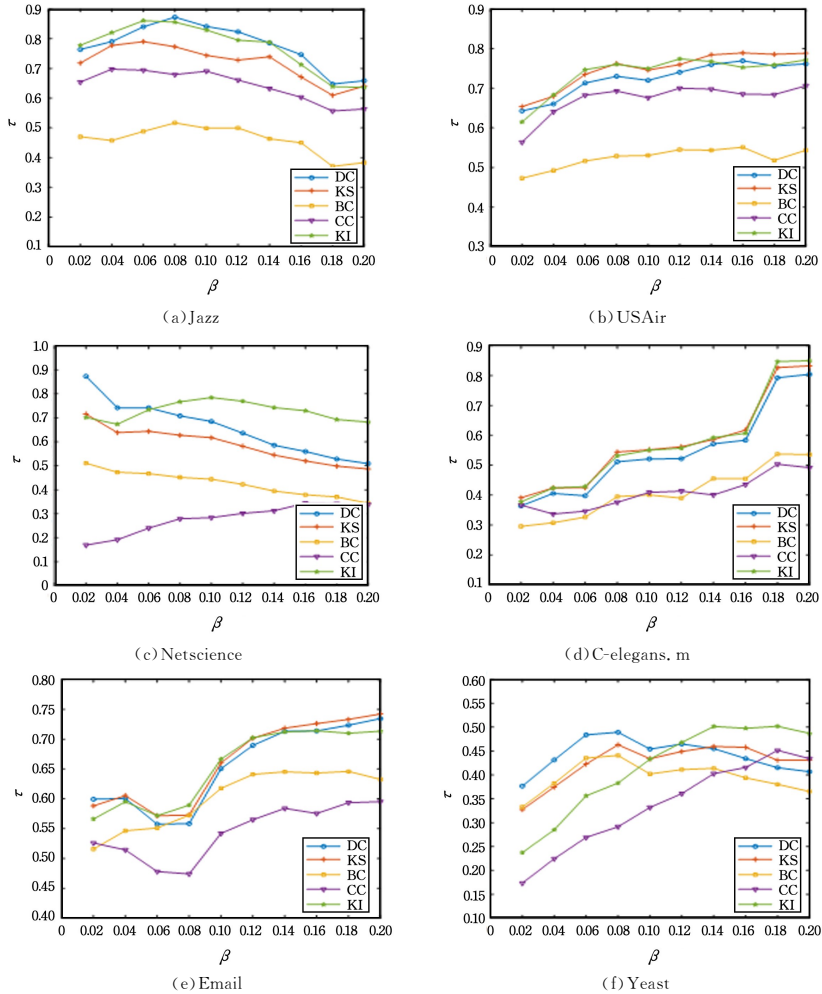 0.9
0.8
0.7
0.6
0.5
0.4
0.3
0.2
0.1
τ
DC
KS
BC
CC
KI
0 0.02 0.04 0.06 0.08 0.10 0.12 0.14 0.16 0.18 0.20
β
(a)Jazz
0.9
0.8
0.7
0.6
0.5
0.4
0.3
τ
DC
KS
BC
CC
KI
0 0.02 0.04 0.06 0.08 0.10 0.12 0.14 0.16 0.18 0.20
β
(b)USAir
1.0
0.9
0.8
0.7
0.6
0.5
0.4
0.3
0.2
0.1
0
τ
DC
KS
BC
CC
KI
0 0.02 0.04 0.06 0.08 0.10 0.12 0.14 0.16 0.18 0.20
β
(c)Netscience
0.9
0.8
0.7
0.6
0.5
0.4
0.3
0.2
0.1
τ
DC
KS
BC
CC
KI
0 0.02 0.04 0.06 0.08 0.10 0.12 0.14 0.16 0.18 0.20
β
(d)C-elegans. m
0.80
0.75
0.70
0.60
0.55
0.50
0.45
0.40
τ
DC
KS
BC
CC
KI
0 0.02 0.04 0.06 0.08 0.10 0.12 0.14 0.16 0.18 0.20
β
(e)Email
0.60
0.55
0.50
0.45
0.40
0.35
0.30
0.25
0.20
0.15
0.10
τ
DC
KS
BC
CC
KI
0 0.02 0.04 0.06 0.08 0.10 0.12 0.14 0.16 0.18 0.20
β
(f)Yeast